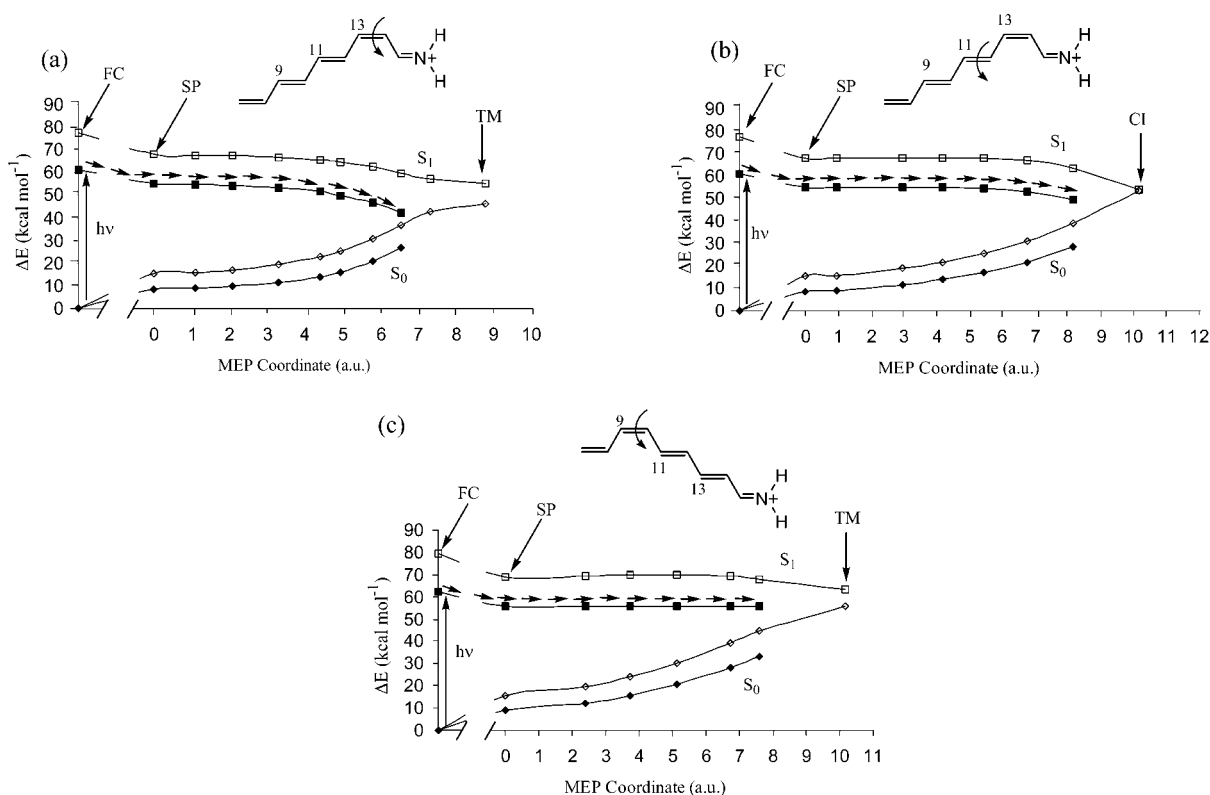 (a)
13
11
9
H
N+
H
FC
SP
TM
S1
S0
hν
ΔE (kcal mol⁻¹)
90
80
70
60
50
40
30
20
10
0
0 1 2 3 4 5 6 7 8 9 10
MEP Coordinate (a.u.)
(b)
13
11
9
H
N+
H
FC
SP
CI
S1
S0
hν
ΔE (kcal mol⁻¹)
90
80
70
60
50
40
30
20
10
0
0 1 2 3 4 5 6 7 8 9 10 11 12
MEP Coordinate (a.u.)
(c)
9
11
13
H
N+
H
FC
SP
TM
S1
S0
hν
ΔE (kcal mol⁻¹)
90
80
70
60
50
40
30
20
10
0
0 1 2 3 4 5 6 7 8 9 10 11
MEP Coordinate (a.u.)